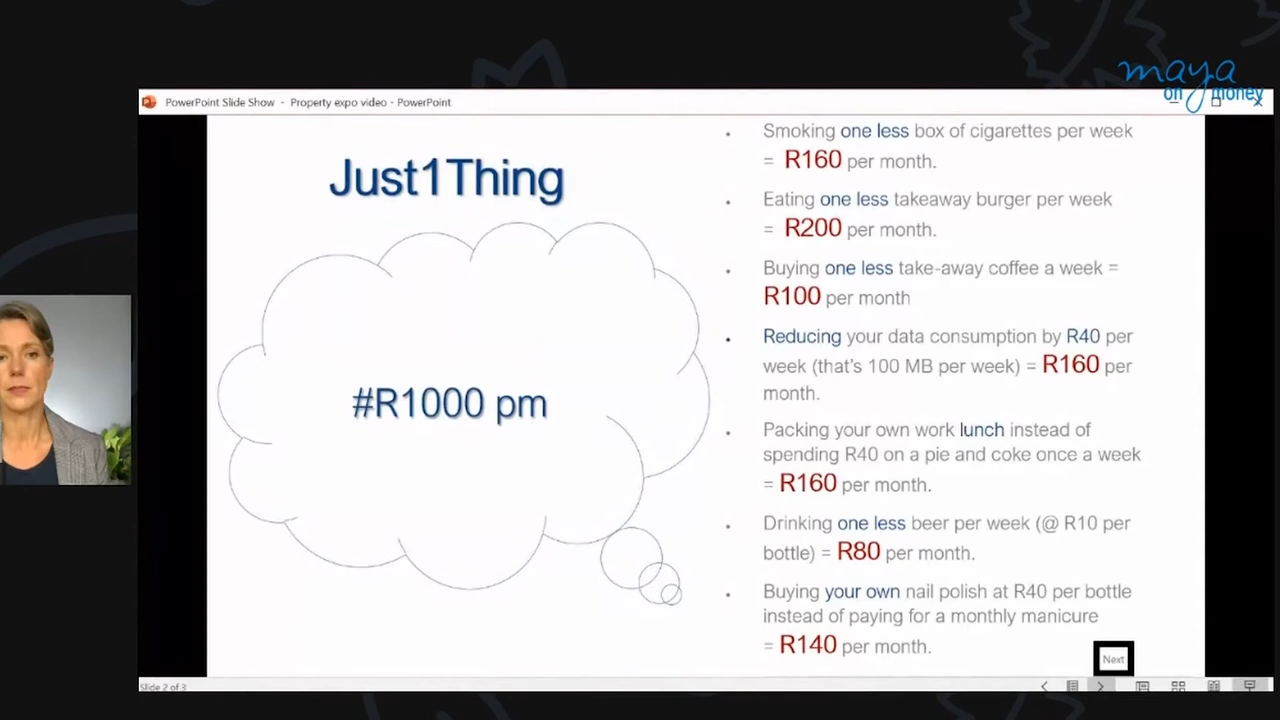 maya
on money
PowerPoint Slide Show - Property expo video - PowerPoint
Just1Thing
#R1000 pm
• Smoking one less box of cigarettes per week
= R160 per month.
• Eating one less takeaway burger per week
= R200 per month.
• Buying one less take-away coffee a week =
R100 per month
• Reducing your data consumption by R40 per
week (that's 100 MB per week) = R160 per
month.
• Packing your own work lunch instead of
spending R40 on a pie and coke once a week
= R160 per month.
• Drinking one less beer per week (@ R10 per
bottle) = R80 per month.
• Buying your own nail polish at R40 per bottle
instead of paying for a monthly manicure
= R140 per month.
Next
Slide 2 of 3